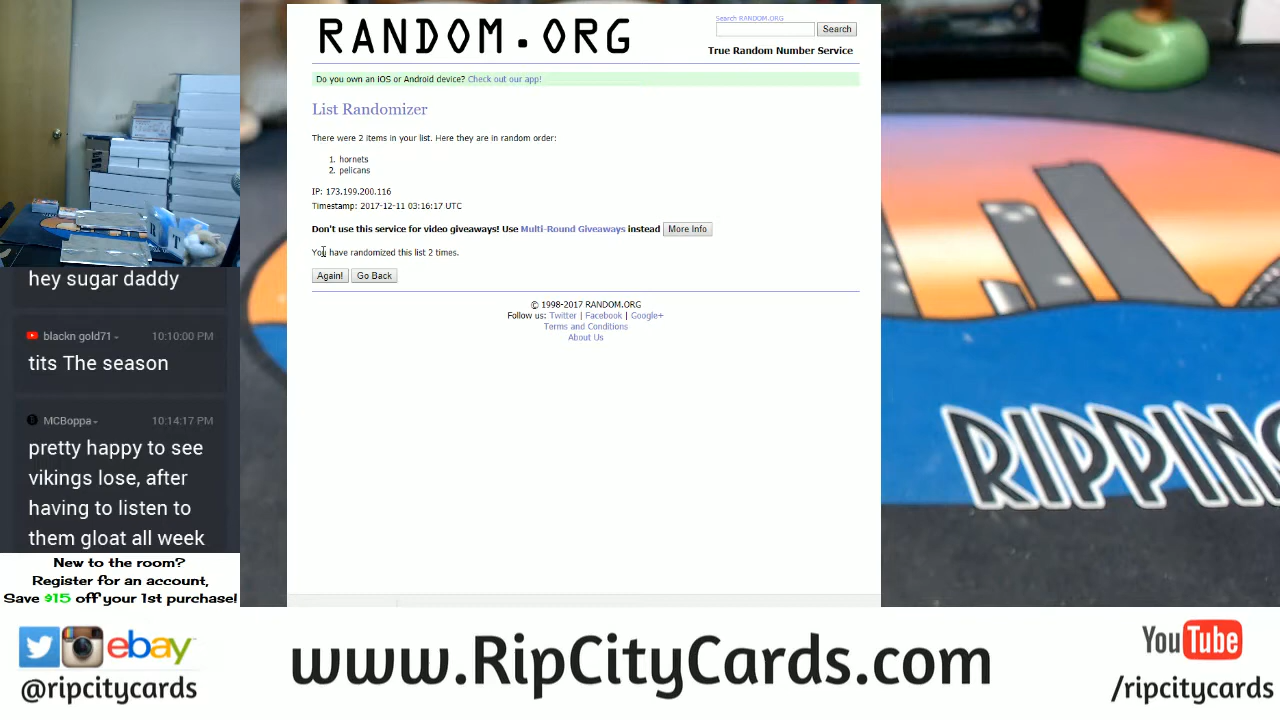 RANDOM.ORG
Search RANDOM.ORG
Search
True Random Number Service
Do you own an iOS or Android device? Check out our app!
List Randomizer
There were 2 items in your list. Here they are in random order:
1. hornets
2. pelicans
IP: 173.199.200.116
Timestamp: 2017-12-11 03:16:17 UTC
Don't use this service for video giveaways! Use Multi-Round Giveaways instead More Info
You have randomized this list 2 times.
Again! Go Back
© 1998-2017 RANDOM.ORG
Follow us: Twitter | Facebook | Google+
Terms and Conditions
About Us
hey sugar daddy
blackn gold71 10:10:00 PM
tits The season
MCBoppa 10:14:17 PM
pretty happy to see
vikings lose, after
having to listen to
them gloat all week
New to the room?
Register for an account,
Save $15 off your 1st purchase!
RIPPING
ebay
@ripcitycards
www.RipCityCards.com
YouTube
/ripcitycards